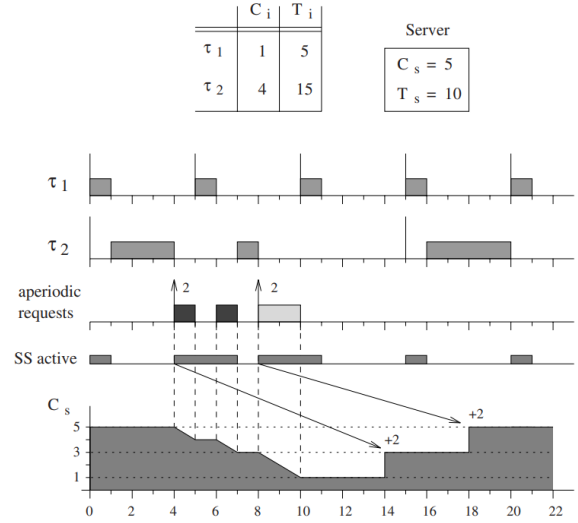 C i T i
τ 1 1 5
τ 2 4 15
Server
C s = 5
T s = 10
τ 1
τ 2
aperiodic
requests
2 2
SS active
C s
+2
+2
5
3
1
0 2 4 6 8 10 12 14 16 18 20 22